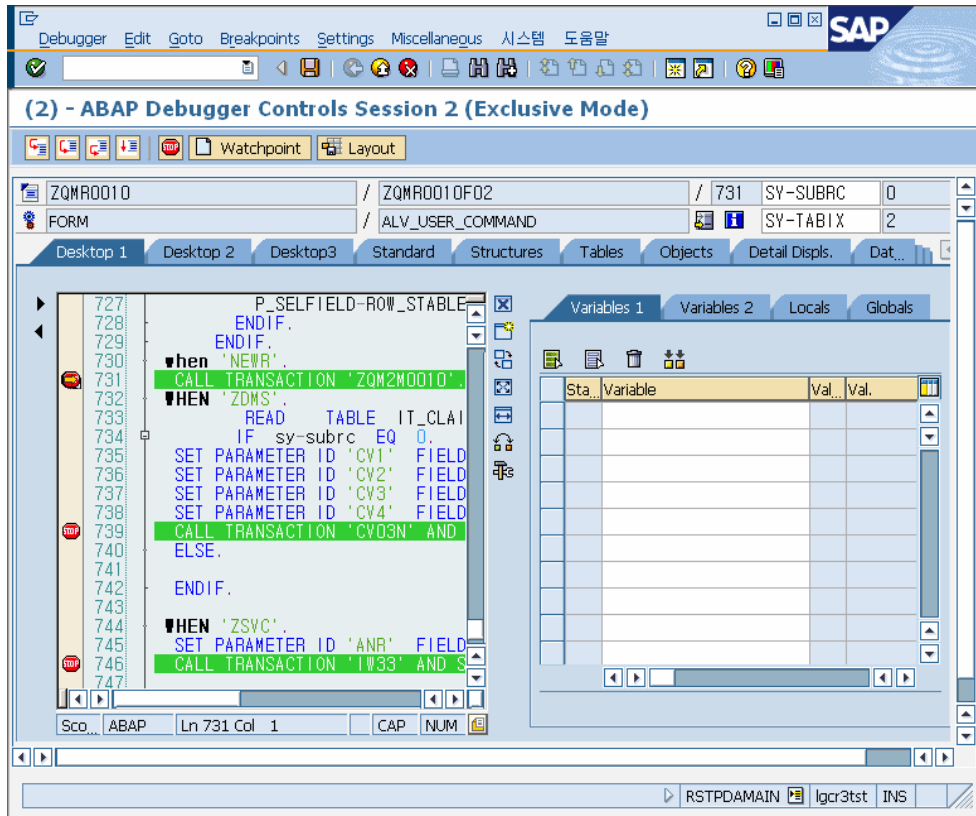 Debugger Edit Goto Breakpoints Settings Miscellaneous 시스템 도움말
SAP
(2) - ABAP Debugger Controls Session 2 (Exclusive Mode)
STOP Watchpoint Layout
ZQMR0010 / ZQMR0010F02 / 731 SY-SUBRC 0
FORM / ALV_USER_COMMAND SY-TABIX 2
Desktop 1 Desktop 2 Desktop3 Standard Structures Tables Objects Detail Displs. Dat...
Variables 1 Variables 2 Locals Globals
Sta... Variable Val... Val.
727 P_SELFIELD-ROW_STABLE
728 ENDIF.
729 ENDIF.
730 when 'NEWR'.
731 CALL TRANSACTION 'ZQM2M0010'.
732 WHEN 'ZDMS'.
733 READ TABLE IT_CLAI
734 IF sy-subrc EQ 0.
735 SET PARAMETER ID 'CV1' FIELD
736 SET PARAMETER ID 'CV2' FIELD
737 SET PARAMETER ID 'CV3' FIELD
738 SET PARAMETER ID 'CV4' FIELD
STOP 739 CALL TRANSACTION 'CV03N' AND
740 ELSE.
741
742 ENDIF.
743
744 WHEN 'ZSVC'.
745 SET PARAMETER ID 'ANR' FIELD
STOP 746 CALL TRANSACTION 'IW33' AND S
747
Sco... ABAP Ln 731 Col 1 CAP NUM
RSTPDAMAIN lgcr3tst INS